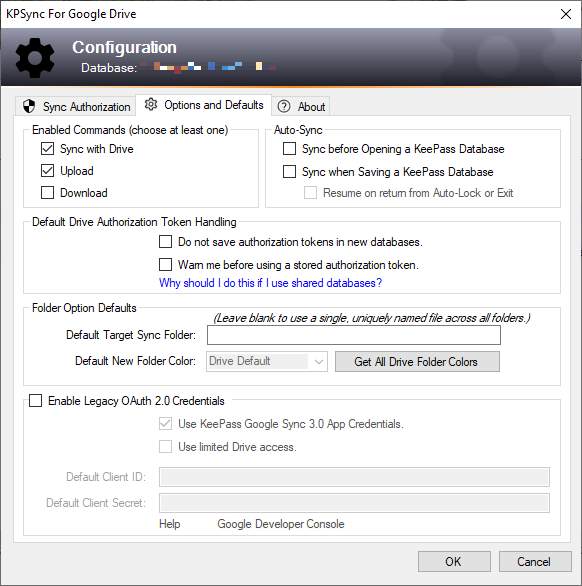 KPSync For Google Drive
Configuration
Database:
Sync Authorization
Options and Defaults
About
Enabled Commands (choose at least one)
Sync with Drive
Upload
Download
Auto-Sync
Sync before Opening a KeePass Database
Sync when Saving a KeePass Database
Resume on return from Auto-Lock or Exit
Default Drive Authorization Token Handling
Do not save authorization tokens in new databases.
Warn me before using a stored authorization token.
Why should I do this if I use shared databases?
Folder Option Defaults
(Leave blank to use a single, uniquely named file across all folders.)
Default Target Sync Folder:
Default New Folder Color:
Drive Default
Get All Drive Folder Colors
Enable Legacy OAuth 2.0 Credentials
Use KeePass Google Sync 3.0 App Credentials.
Use limited Drive access.
Default Client ID:
Default Client Secret:
Help
Google Developer Console
OK
Cancel